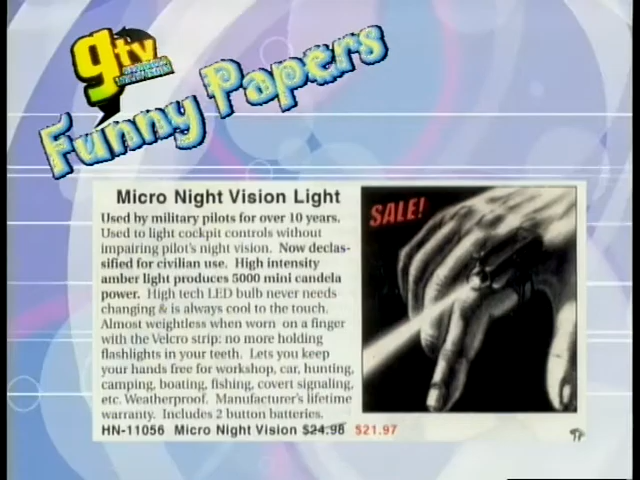 gtv
Funny Papers
Micro Night Vision Light
Used by military pilots for over 10 years.
Used to light cockpit controls without
impairing pilot's night vision. Now declas-
sified for civilian use. High intensity
amber light produces 5000 mini candela
power. High tech LED bulb never needs
changing & is always cool to the touch.
Almost weightless when worn on a finger
with the Velcro strip: no more holding
flashlights in your teeth. Lets you keep
your hands free for workshop, car, hunting,
camping, boating, fishing, covert signaling,
etc. Weatherproof. Manufacturer's lifetime
warranty. Includes 2 button batteries.
HN-11056 Micro Night Vision $24.98 $21.97
SALE!